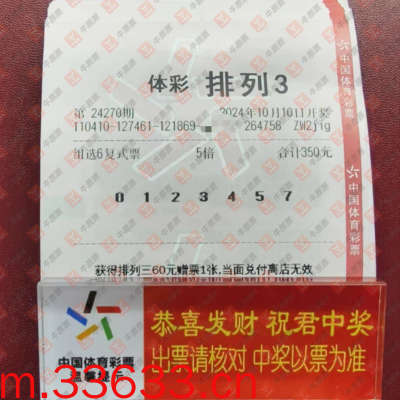 体彩 排列3
第 24270期 2024年10月10日开奖
110410-127461-121869- 264758 ZW2jig
组选6复式票 5倍 合计350元
0 1 2 3 4 5 7
获得排列三60元赠票1张,当面兑付离店无效
中国体育彩票
中国体育彩票
恭喜发财 祝君中奖
出票请核对 中奖以票为准
中国体育彩票
温馨提示
m.33633.cn